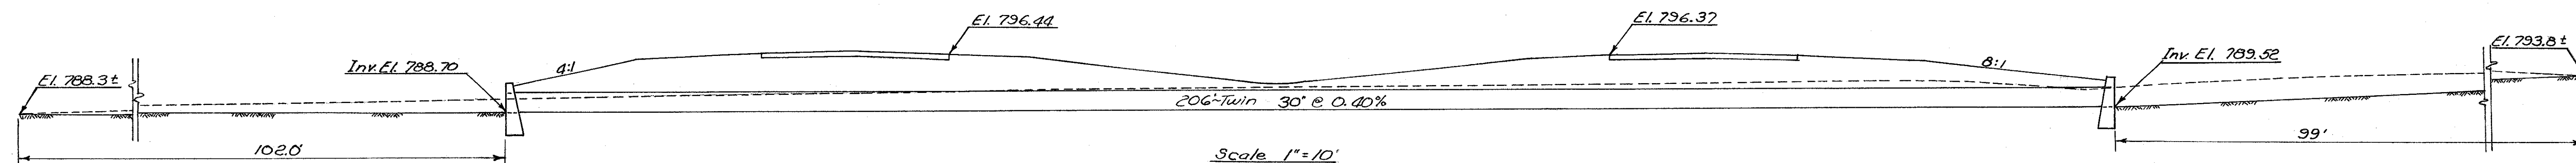 El. 796.44
El. 796.37
El. 788.3±
Inv. El. 788.70
4:1
8:1
Inv. El. 789.52
El. 793.8±
206'-Twin 30" @ 0.40%
102.0'
Scale 1"=10'
99'